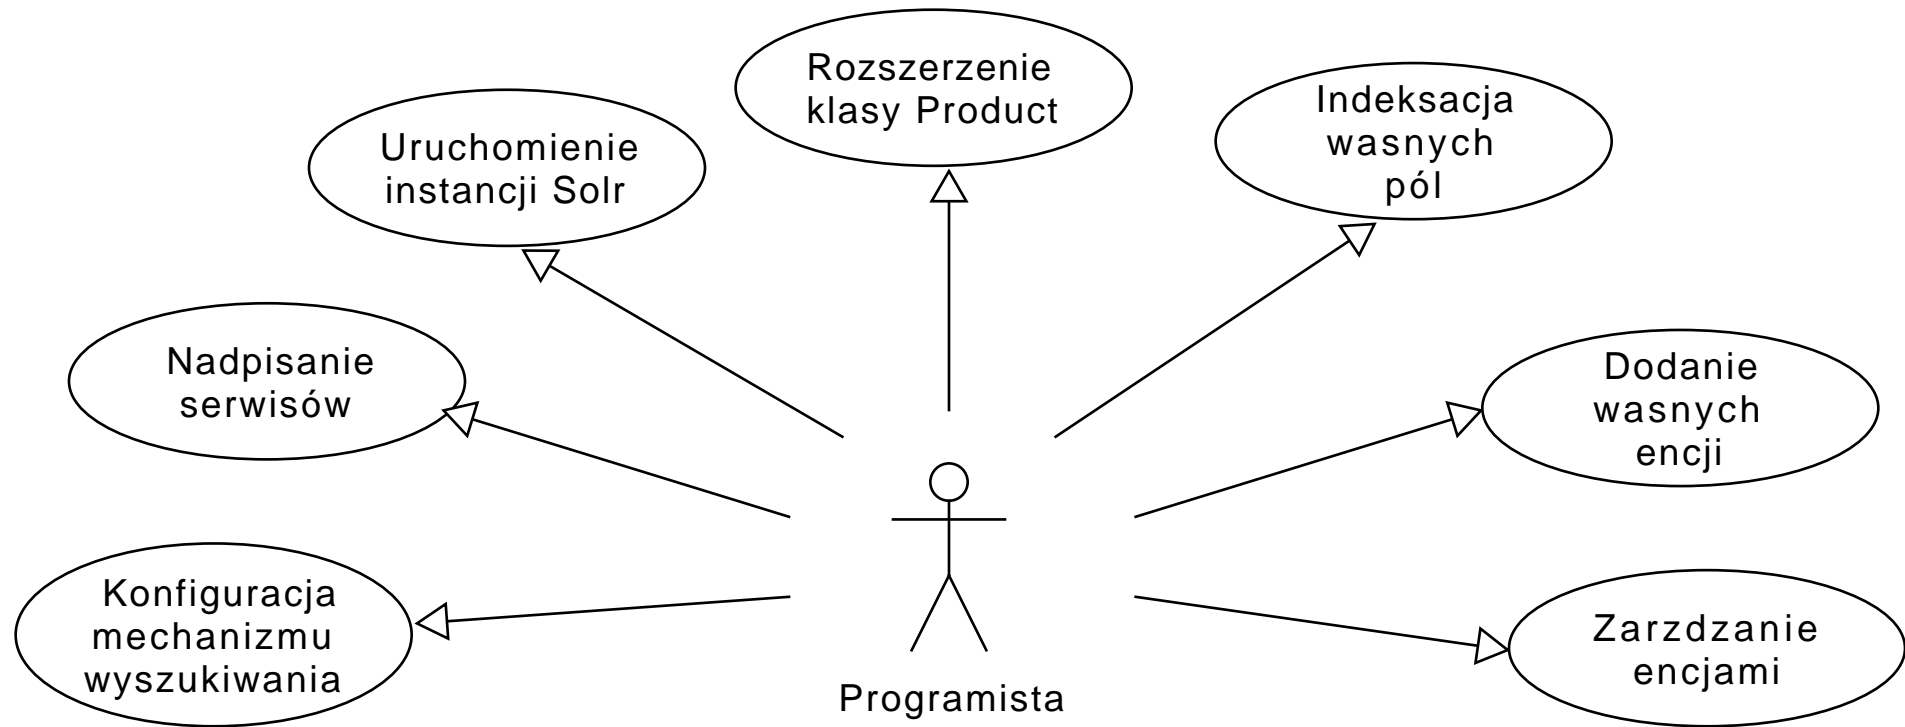 Rozszerzenie
klasy Product
Uruchomienie
instancji Solr
Indeksacja
wasnych
pól
Nadpisanie
serwisów
Dodanie
wasnych
encji
Konfiguracja
mechanizmu
wyszukiwania
Zarzdzanie
encjami
Programista